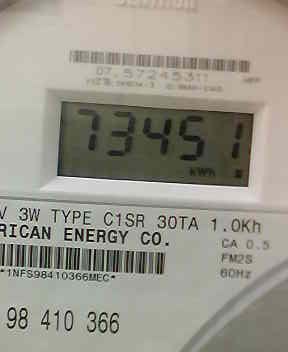 07.57245311
73451
kWh
V 3W TYPE C1SR 30TA 1.0Kh
RICAN ENERGY CO.
CA 0.5
FM2S
60Hz
*1NFS98410366MEC*
98 410 366